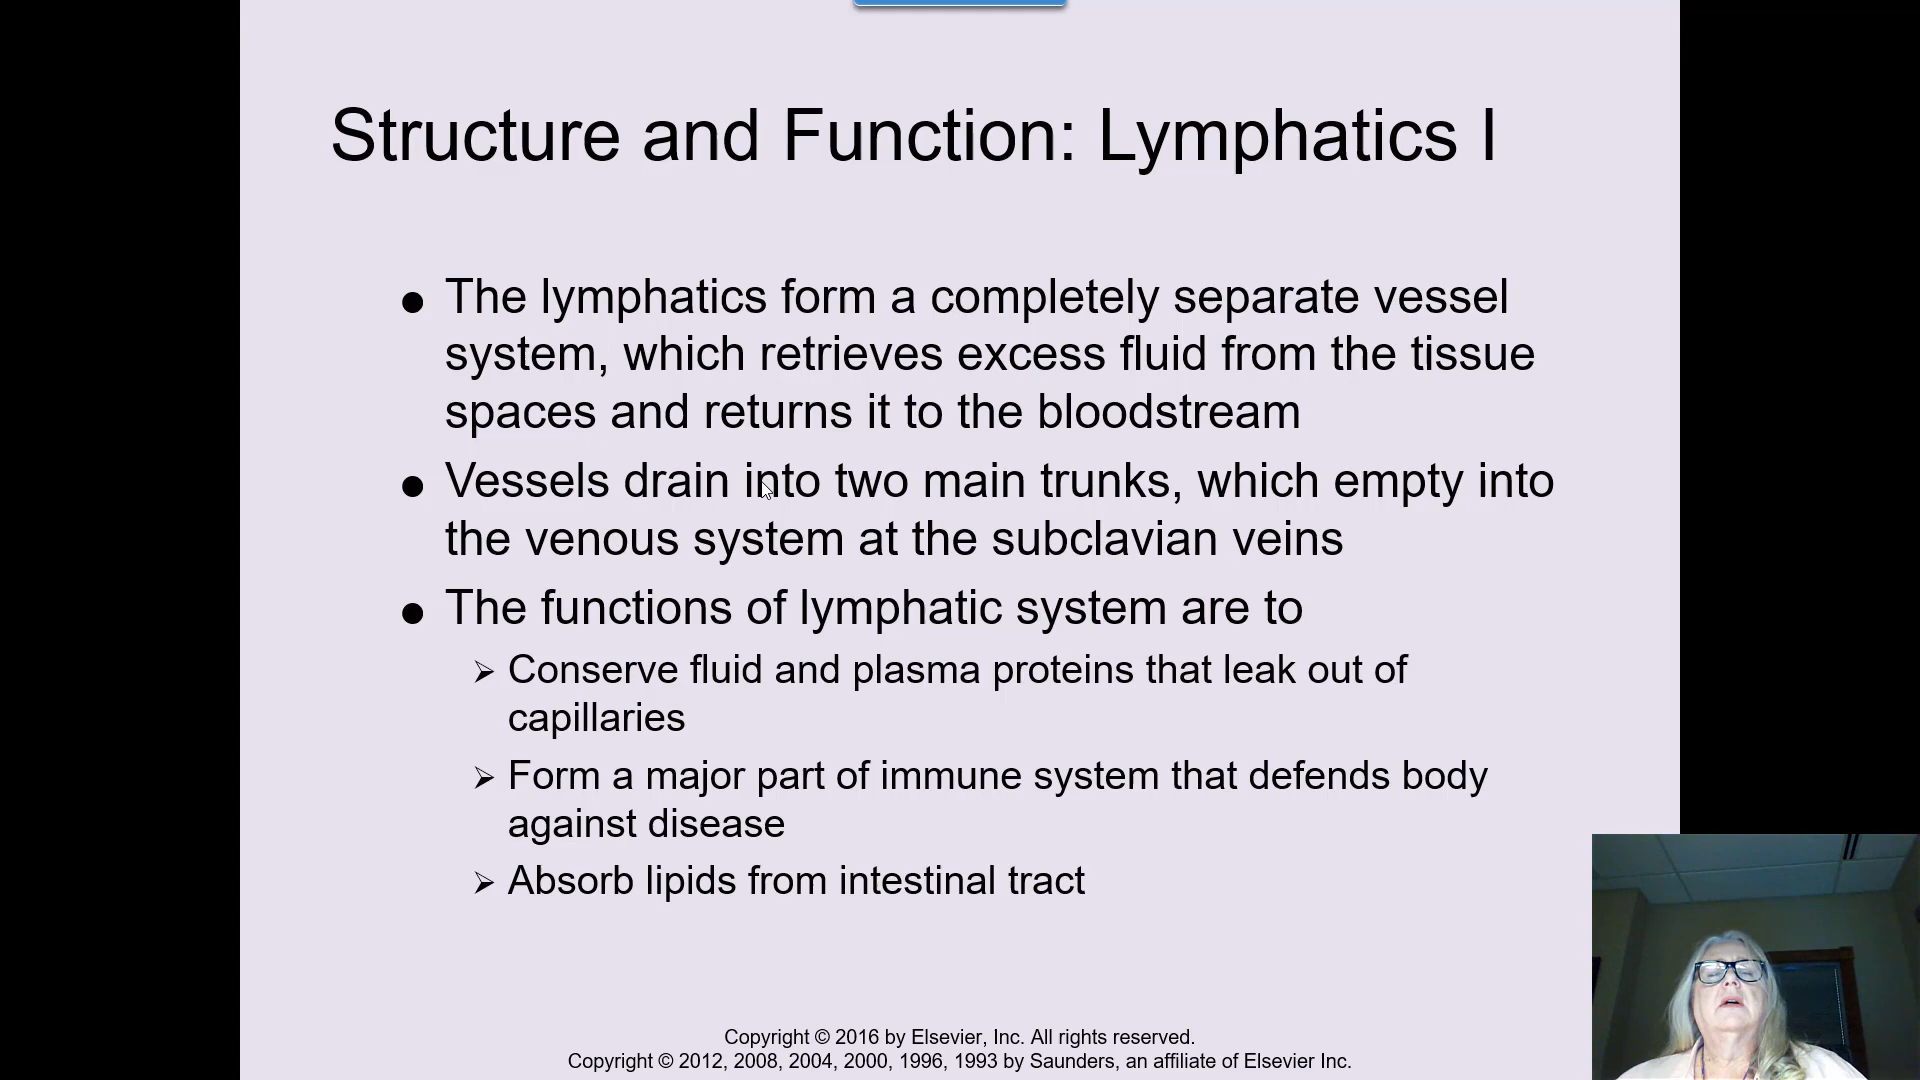 Structure and Function: Lymphatics I
● The lymphatics form a completely separate vessel
system, which retrieves excess fluid from the tissue
spaces and returns it to the bloodstream
● Vessels drain into two main trunks, which empty into
the venous system at the subclavian veins
● The functions of lymphatic system are to
➢ Conserve fluid and plasma proteins that leak out of
capillaries
➢ Form a major part of immune system that defends body
against disease
➢ Absorb lipids from intestinal tract
Copyright © 2016 by Elsevier, Inc. All rights reserved.
Copyright © 2012, 2008, 2004, 2000, 1996, 1993 by Saunders, an affiliate of Elsevier Inc.